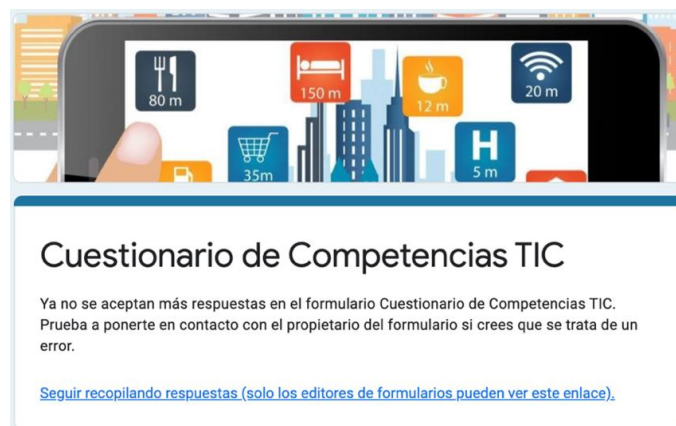 80 m
150 m
12 m
20 m
35m
H
5 m
Cuestionario de Competencias TIC
Ya no se aceptan más respuestas en el formulario Cuestionario de Competencias TIC.
Prueba a ponerte en contacto con el propietario del formulario si crees que se trata de un
error.
Seguir recopilando respuestas (solo los editores de formularios pueden ver este enlace).